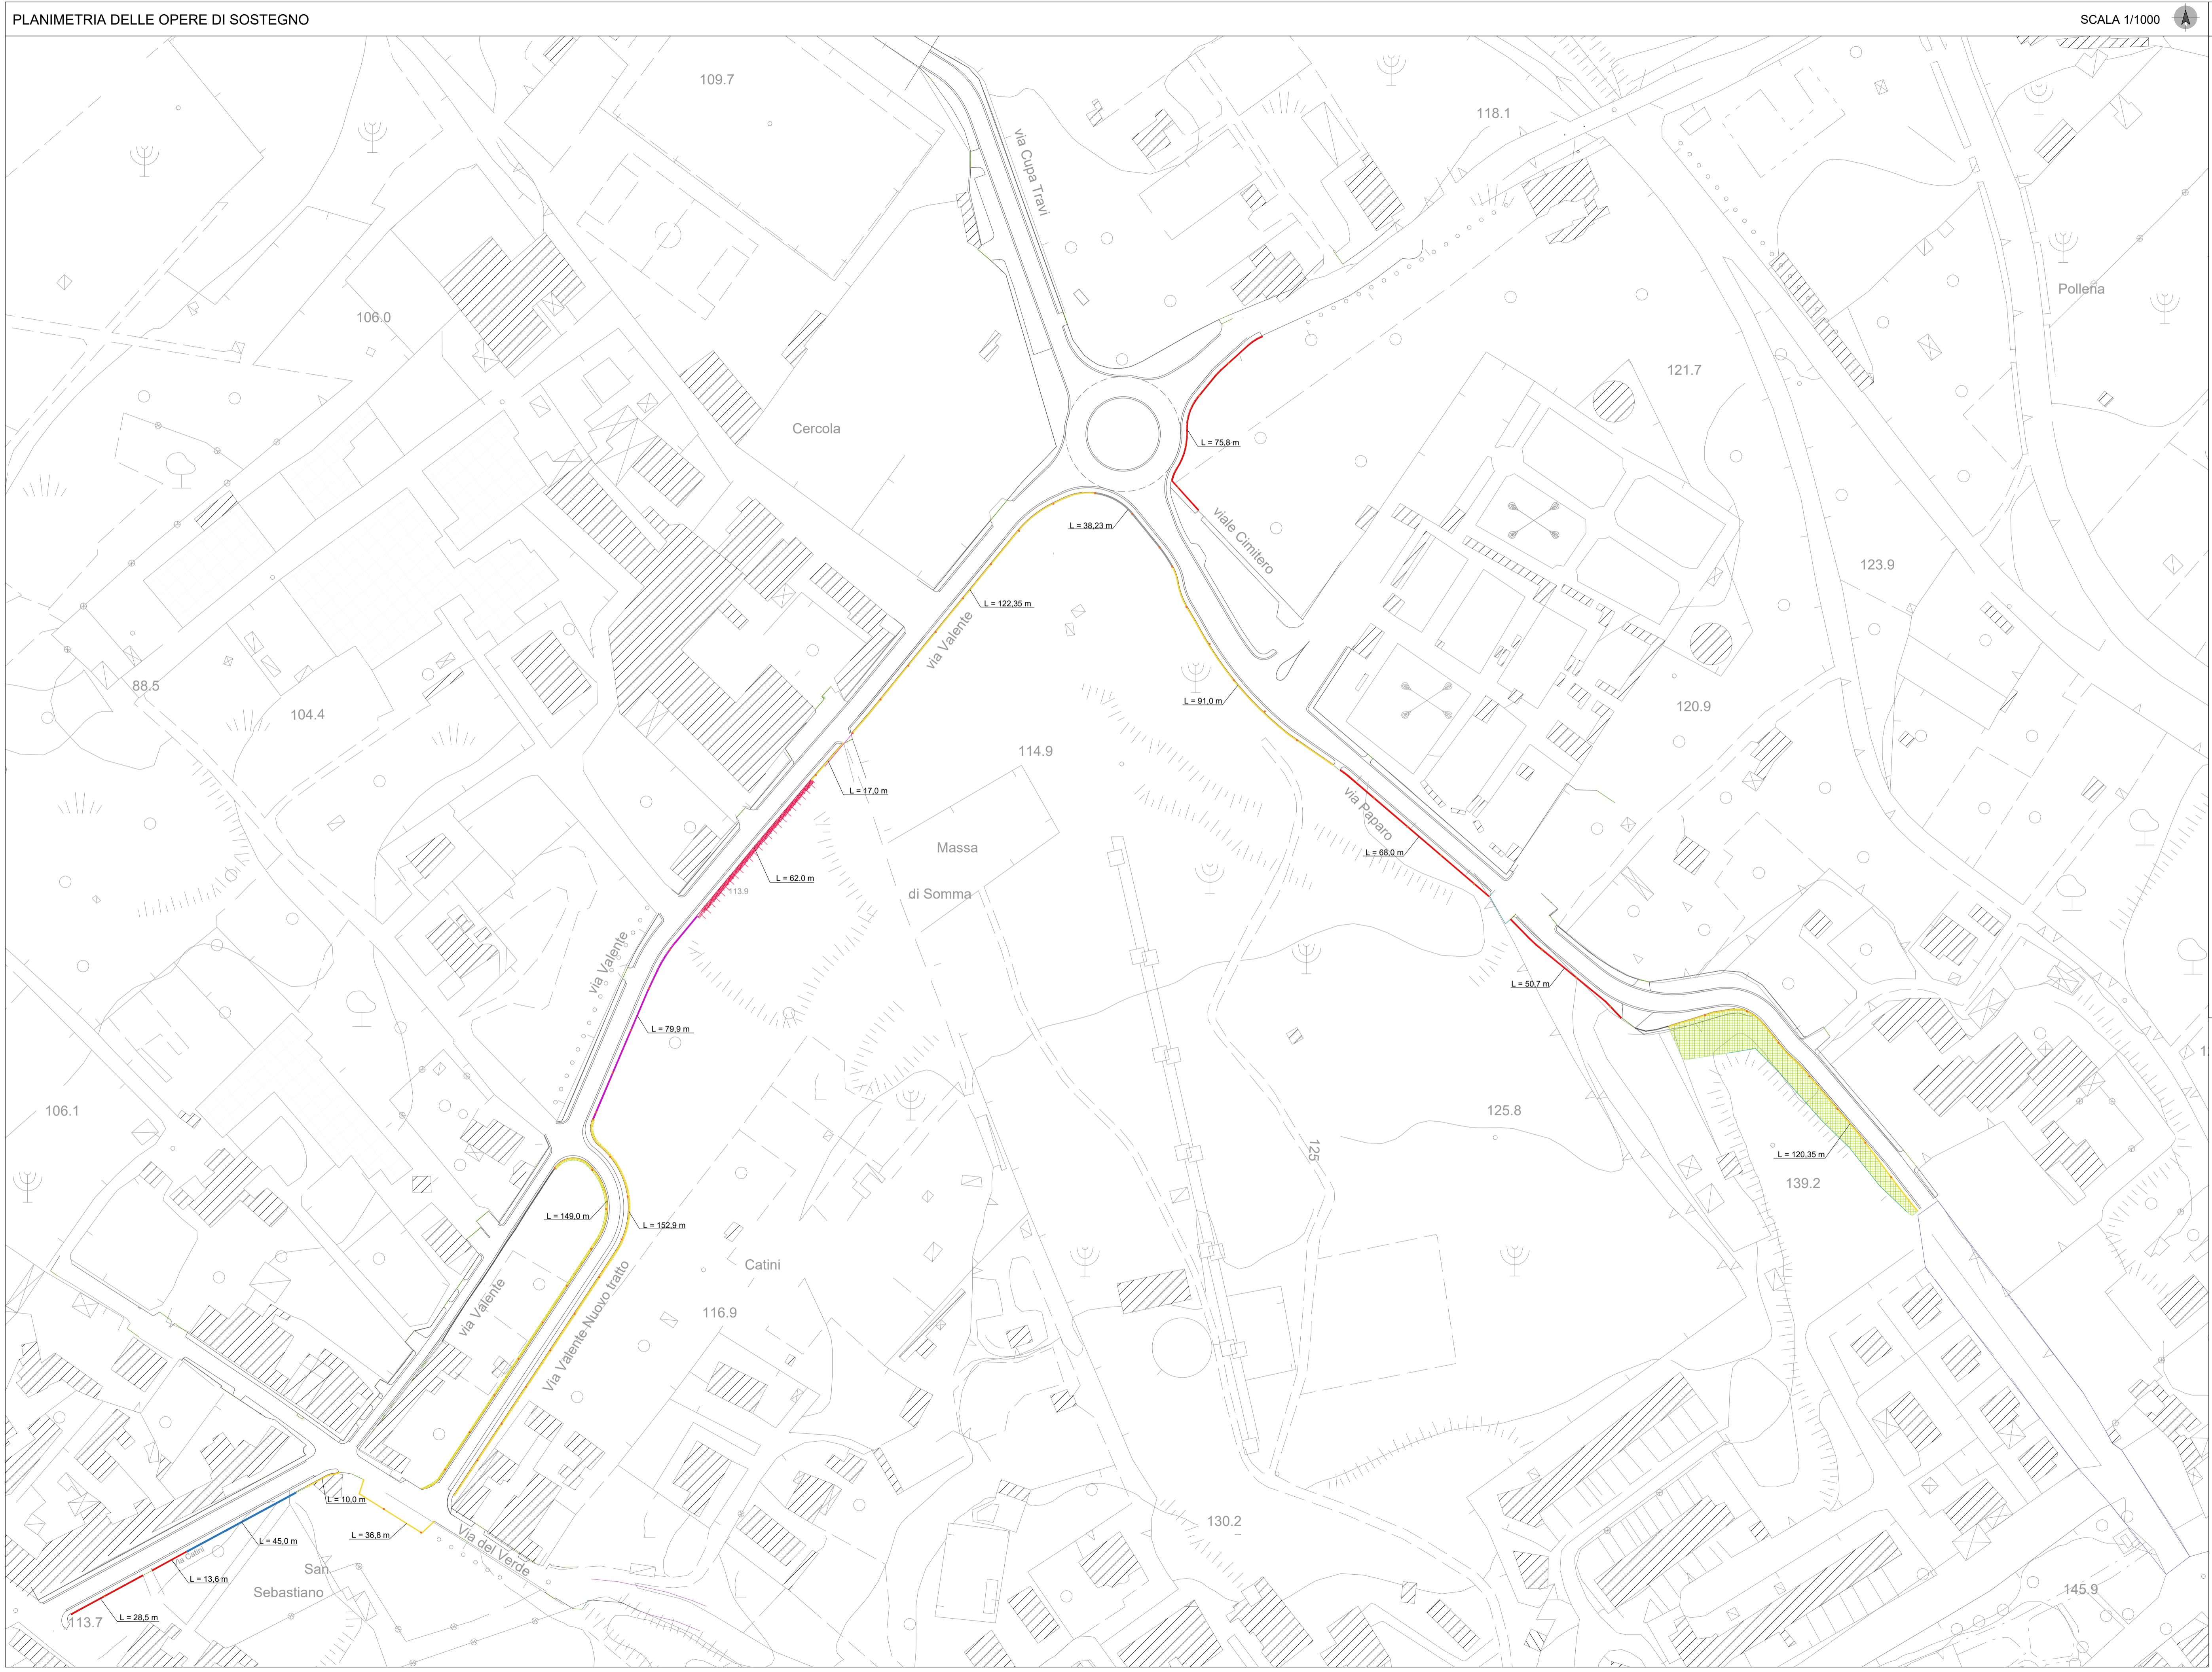 PLANIMETRIA DELLE OPERE DI SOSTEGNO
SCALA 1/1000
109.7
118.1
via Cupa Travi
Pollena
106.0
121.7
Cercola
L = 75,8 m
viale Cimitero
L = 38,23 m
123.9
L = 122,35 m
via Valente
88.5
104.4
L = 91,0 m
120.9
114.9
L = 17,0 m
via Paparo
Massa
L = 68,0 m
L = 62,0 m
113.9
di Somma
via Valente
L = 50,7 m
L = 79,9 m
106.1
125.8
125
L = 120,35 m
139.2
L = 149,0 m
L = 152,9 m
Catini
via Valente
Via Valente Nuovo tratto
116.9
L = 10,0 m
L = 36,8 m
130.2
L = 45,0 m
Via del Verde
via Catini
San
L = 13,6 m
Sebastiano
145.9
L = 28,5 m
113.7